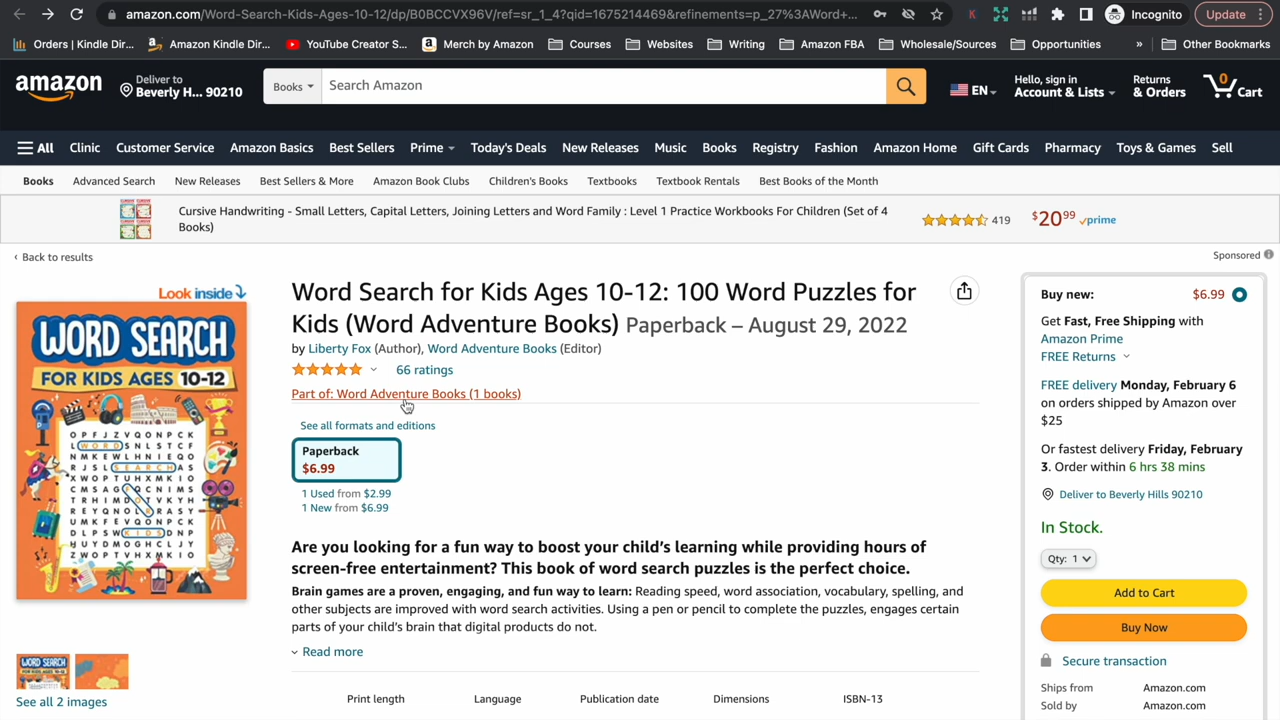 amazon.com/Word-Search-Kids-Ages-10-12/dp/B0BCCVX96V/ref=sr_1_4?qid=1675214469&refinements=p_27%3AWord+...
Incognito
Update
Orders | Kindle Dir...
Amazon Kindle Dir...
YouTube Creator S...
Merch by Amazon
Courses
Websites
Writing
Amazon FBA
Wholesale/Sources
Opportunities
»
Other Bookmarks
amazon
Deliver to
Beverly H... 90210
Books
Search Amazon
EN
Hello, sign in
Account & Lists
Returns
& Orders
0
Cart
All
Clinic
Customer Service
Amazon Basics
Best Sellers
Prime
Today's Deals
New Releases
Music
Books
Registry
Fashion
Amazon Home
Gift Cards
Pharmacy
Toys & Games
Sell
Books
Advanced Search
New Releases
Best Sellers & More
Amazon Book Clubs
Children's Books
Textbooks
Textbook Rentals
Best Books of the Month
Cursive Handwriting - Small Letters, Capital Letters, Joining Letters and Word Family : Level 1 Practice Workbooks For Children (Set of 4
Books)
419
$20.99
prime
‹ Back to results
Sponsored
Look inside
WORD SEARCH
FOR KIDS AGES 10-12
Word Search for Kids Ages 10-12: 100 Word Puzzles for
Kids (Word Adventure Books) Paperback – August 29, 2022
by Liberty Fox (Author), Word Adventure Books (Editor)
66 ratings
Part of: Word Adventure Books (1 books)
See all formats and editions
Paperback
$6.99
1 Used from $2.99
1 New from $6.99
Are you looking for a fun way to boost your child's learning while providing hours of
screen-free entertainment? This book of word search puzzles is the perfect choice.
Brain games are a proven, engaging, and fun way to learn: Reading speed, word association, vocabulary, spelling, and
other subjects are improved with word search activities. Using a pen or pencil to complete the puzzles, engages certain
parts of your child's brain that digital products do not.
Read more
Print length
Language
Publication date
Dimensions
ISBN-13
See all 2 images
Buy new:
$6.99
Get Fast, Free Shipping with
Amazon Prime
FREE Returns
FREE delivery Monday, February 6
on orders shipped by Amazon over
$25
Or fastest delivery Friday, February
3. Order within 6 hrs 38 mins
Deliver to Beverly Hills 90210
In Stock.
Qty: 1
Add to Cart
Buy Now
Secure transaction
Ships from
Amazon.com
Sold by
Amazon.com